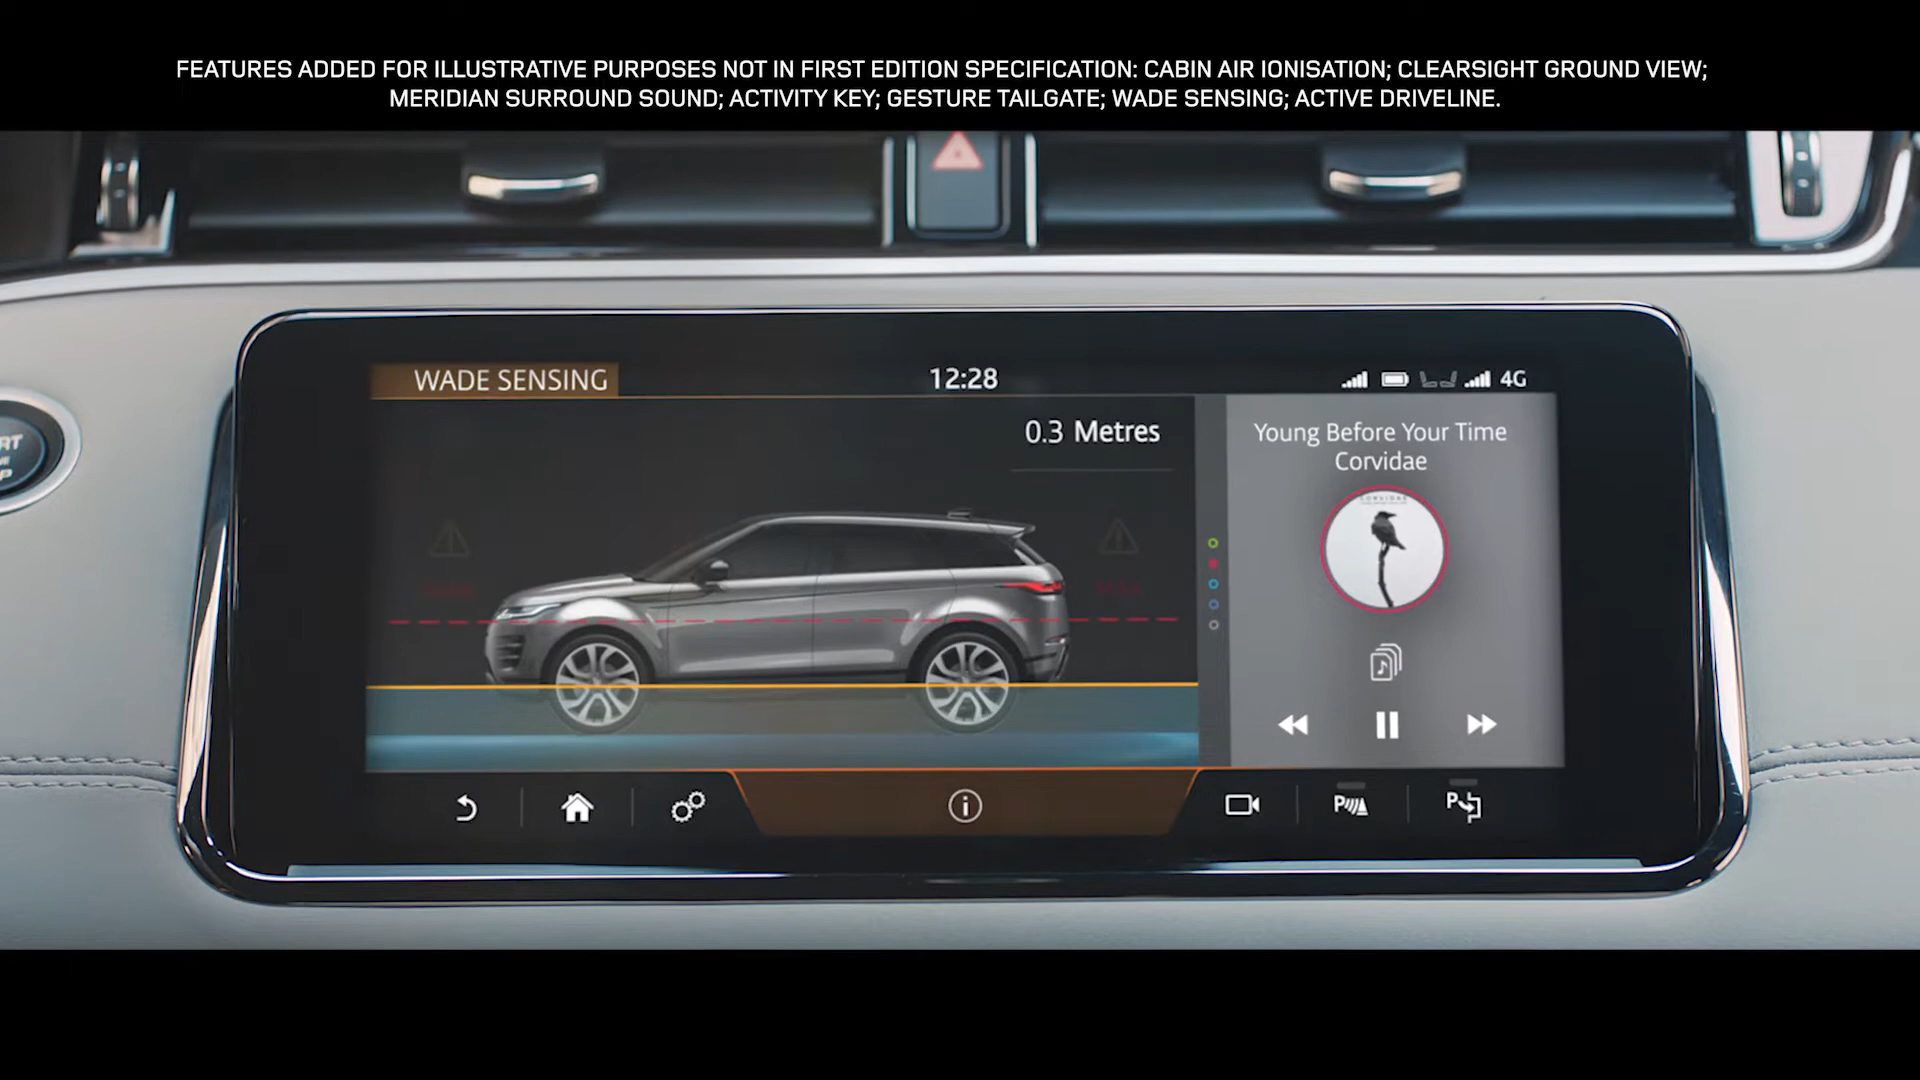 FEATURES ADDED FOR ILLUSTRATIVE PURPOSES NOT IN FIRST EDITION SPECIFICATION: CABIN AIR IONISATION; CLEARSIGHT GROUND VIEW;
MERIDIAN SURROUND SOUND; ACTIVITY KEY; GESTURE TAILGATE; WADE SENSING; ACTIVE DRIVELINE.
WADE SENSING
12:28
4G
0.3 Metres
Young Before Your Time
Corvidae
CORVIDAE